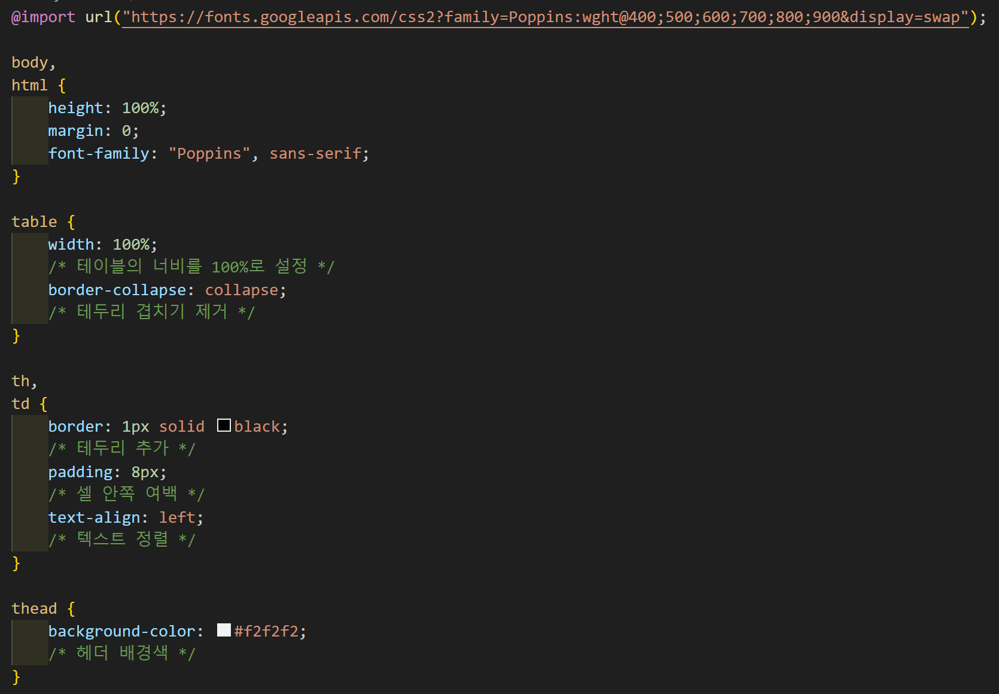 @import url("https://fonts.googleapis.com/css2?family=Poppins:wght@400;500;600;700;800;900&display=swap");
body,
html {
height: 100%;
margin: 0;
font-family: "Poppins", sans-serif;
}
table {
width: 100%;
/* 테이블의 너비를 100%로 설정 */
border-collapse: collapse;
/* 테두리 겹치기 제거 */
}
th,
td {
border: 1px solid black;
/* 테두리 추가 */
padding: 8px;
/* 셀 안쪽 여백 */
text-align: left;
/* 텍스트 정렬 */
}
thead {
background-color: #f2f2f2;
/* 헤더 배경색 */
}